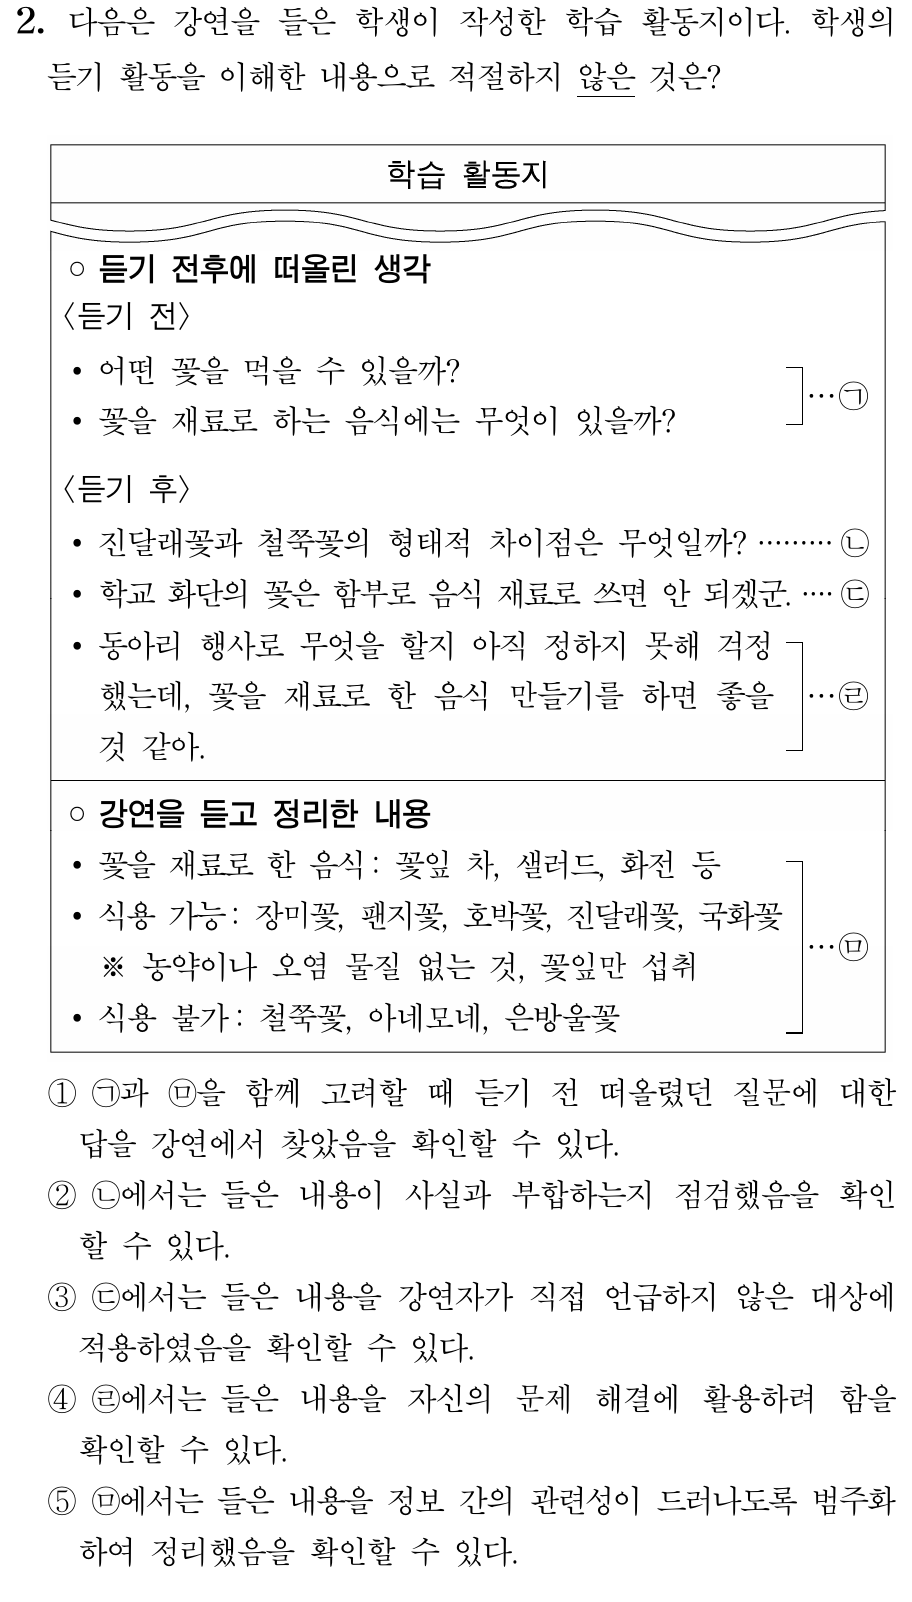 2. 다음은 강연을 들은 학생이 작성한 학습 활동지이다. 학생의
듣기 활동을 이해한 내용으로 적절하지 않은 것은?
학습 활동지
○ 듣기 전후에 떠올린 생각
〈듣기 전〉
• 어떤 꽃을 먹을 수 있을까?
• 꽃을 재료로 하는 음식에는 무엇이 있을까?
…㉠
〈듣기 후〉
• 진달래꽃과 철쭉꽃의 형태적 차이점은 무엇일까? ……… ㉡
• 학교 화단의 꽃은 함부로 음식 재료로 쓰면 안 되겠군. ···· ㉢
• 동아리 행사로 무엇을 할지 아직 정하지 못해 걱정
했는데, 꽃을 재료로 한 음식 만들기를 하면 좋을
것 같아.
…㉣
○ 강연을 듣고 정리한 내용
• 꽃을 재료로 한 음식: 꽃잎 차, 샐러드, 화전 등
• 식용 가능: 장미꽃, 팬지꽃, 호박꽃, 진달래꽃, 국화꽃
※ 농약이나 오염 물질 없는 것, 꽃잎만 섭취
• 식용 불가: 철쭉꽃, 아네모네, 은방울꽃
…㉤
① ㉠과 ㉤을 함께 고려할 때 듣기 전 떠올렸던 질문에 대한
답을 강연에서 찾았음을 확인할 수 있다.
② ㉡에서는 들은 내용이 사실과 부합하는지 점검했음을 확인
할 수 있다.
③ ㉢에서는 들은 내용을 강연자가 직접 언급하지 않은 대상에
적용하였음을 확인할 수 있다.
④ ㉣에서는 들은 내용을 자신의 문제 해결에 활용하려 함을
확인할 수 있다.
⑤ ㉤에서는 들은 내용을 정보 간의 관련성이 드러나도록 범주화
하여 정리했음을 확인할 수 있다.